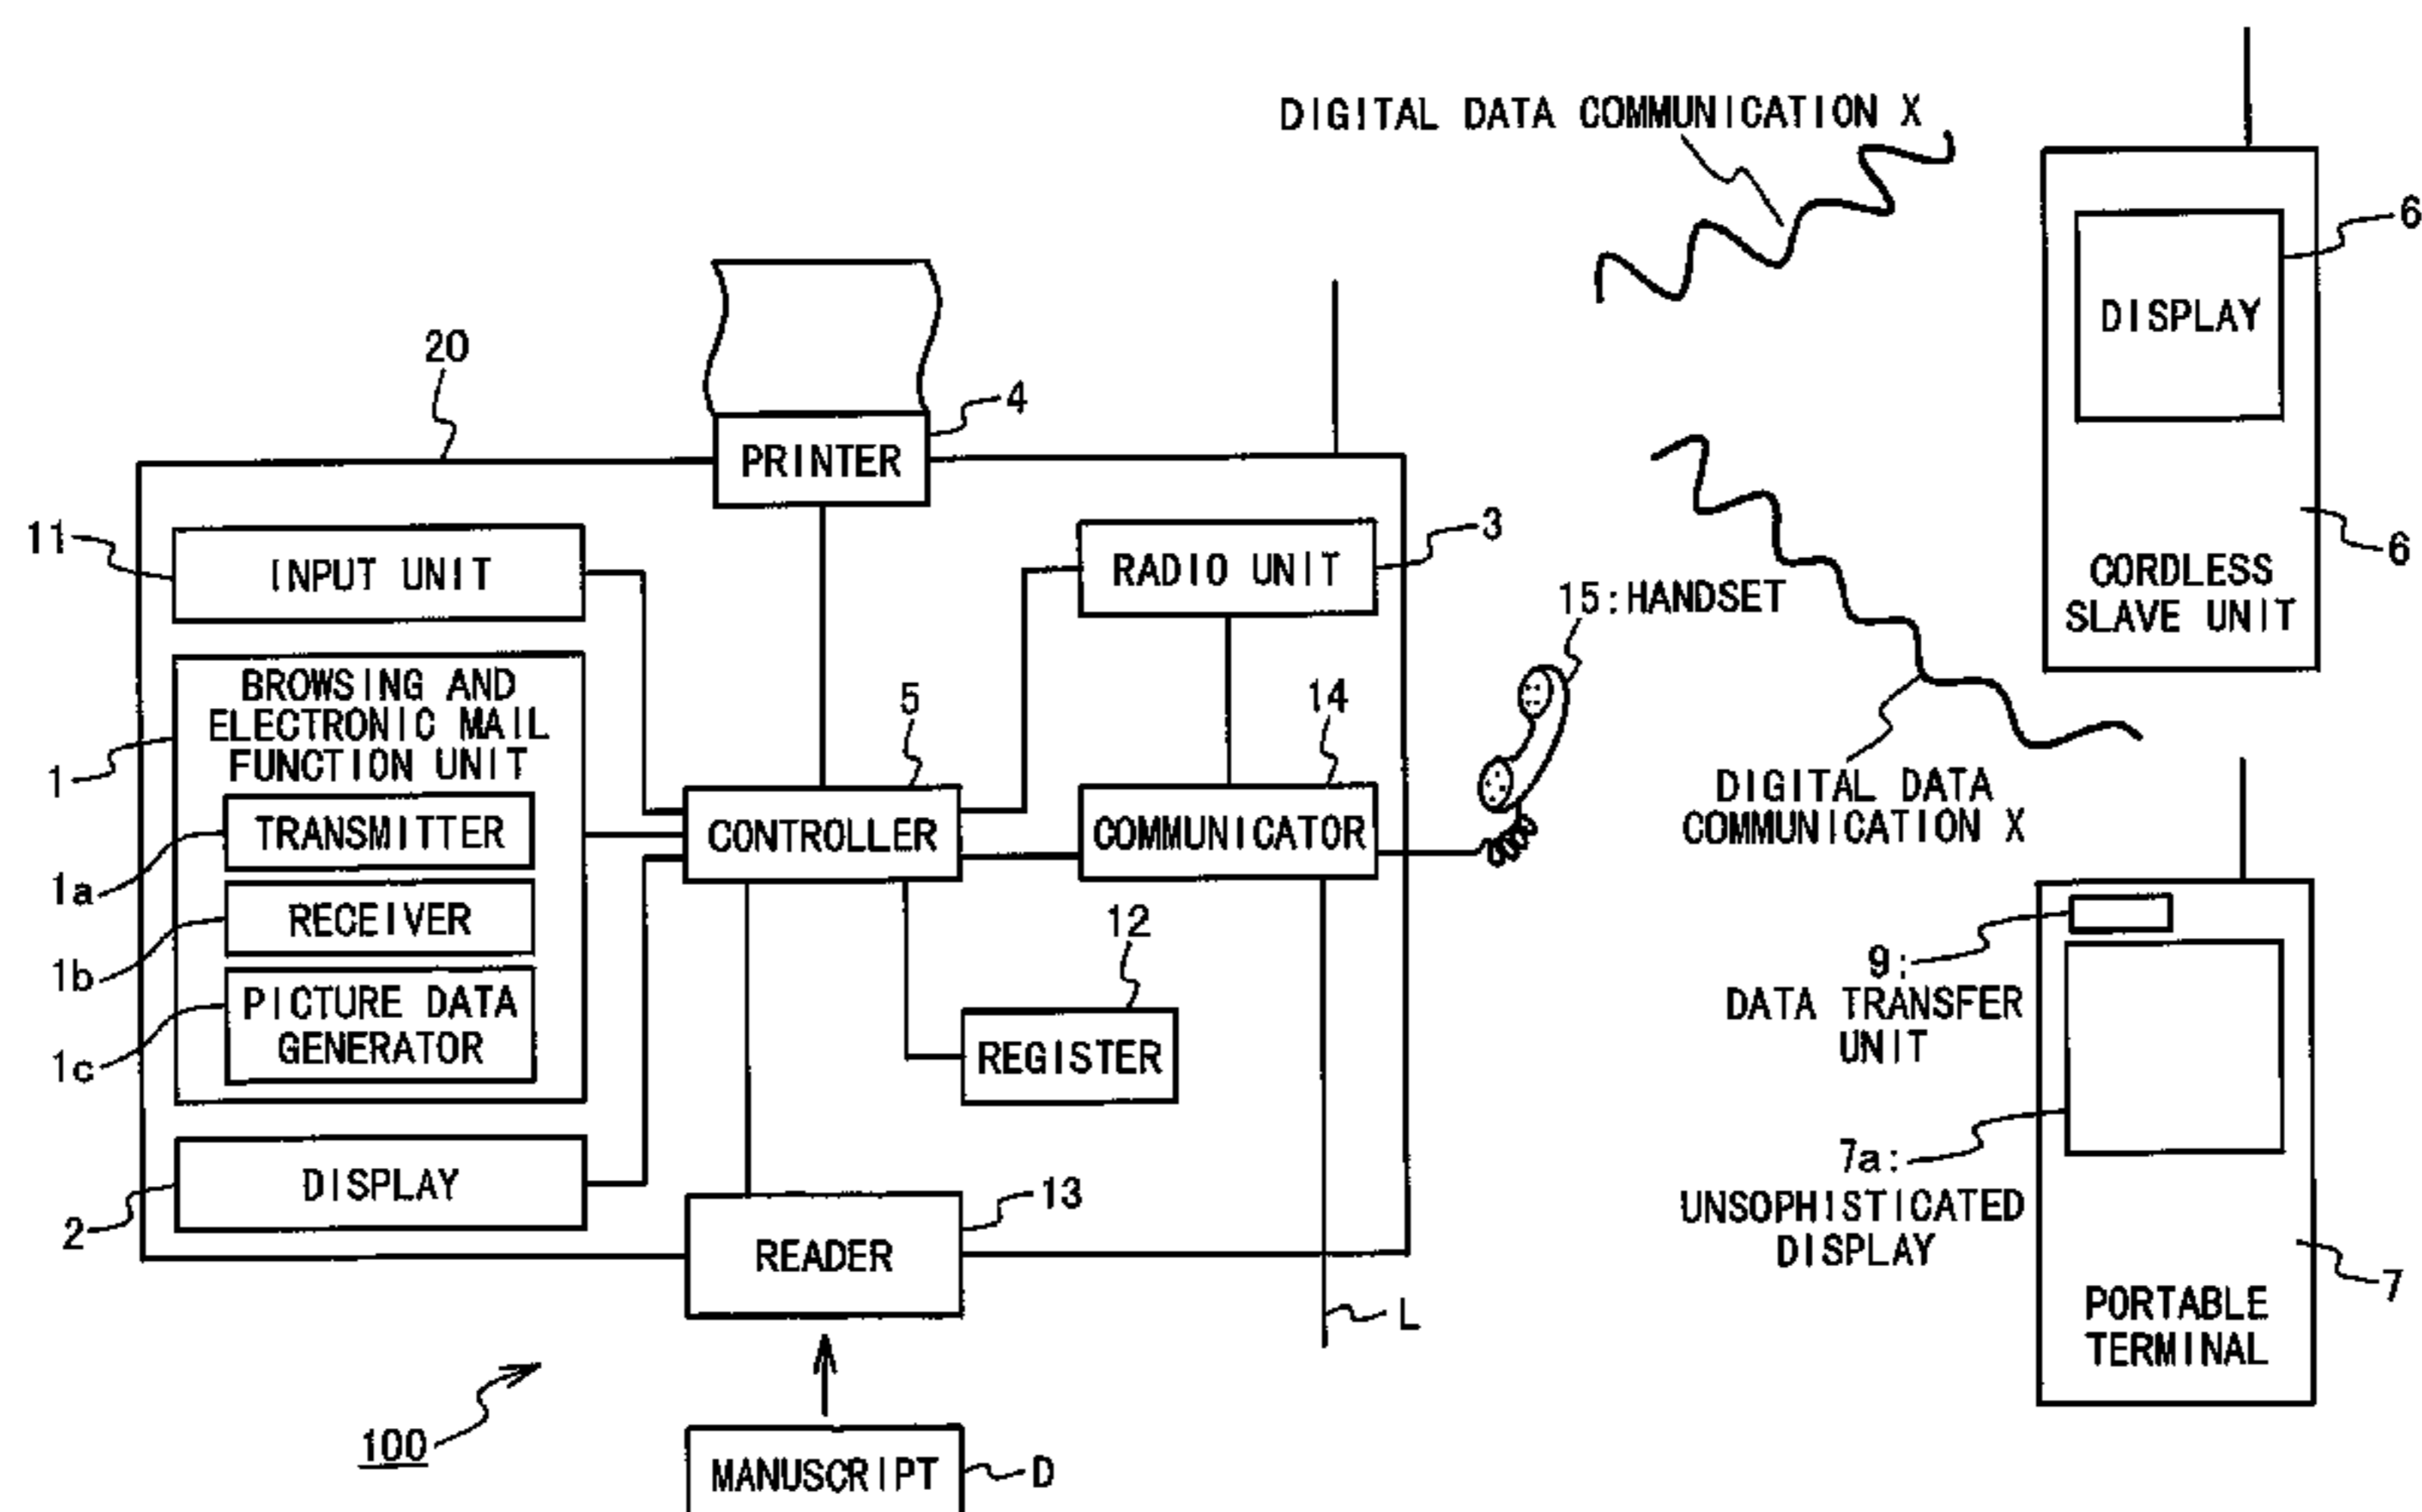 DIGITAL DATA COMMUNICATION X
6
DISPLAY
6
CORDLESS
SLAVE UNIT
20
4
PRINTER
11
INPUT UNIT
3
RADIO UNIT
15:HANDSET
BROWSING AND
ELECTRONIC MAIL
FUNCTION UNIT
1
5
14
TRANSMITTER
1a
CONTROLLER
COMMUNICATOR
DIGITAL DATA
COMMUNICATION X
RECEIVER
1b
12
9:
DATA TRANSFER
UNIT
PICTURE DATA
GENERATOR
1c
REGISTER
7a:
UNSOPHISTICATED
DISPLAY
DISPLAY
2
13
READER
7
PORTABLE
TERMINAL
L
100
MANUSCRIPT
D